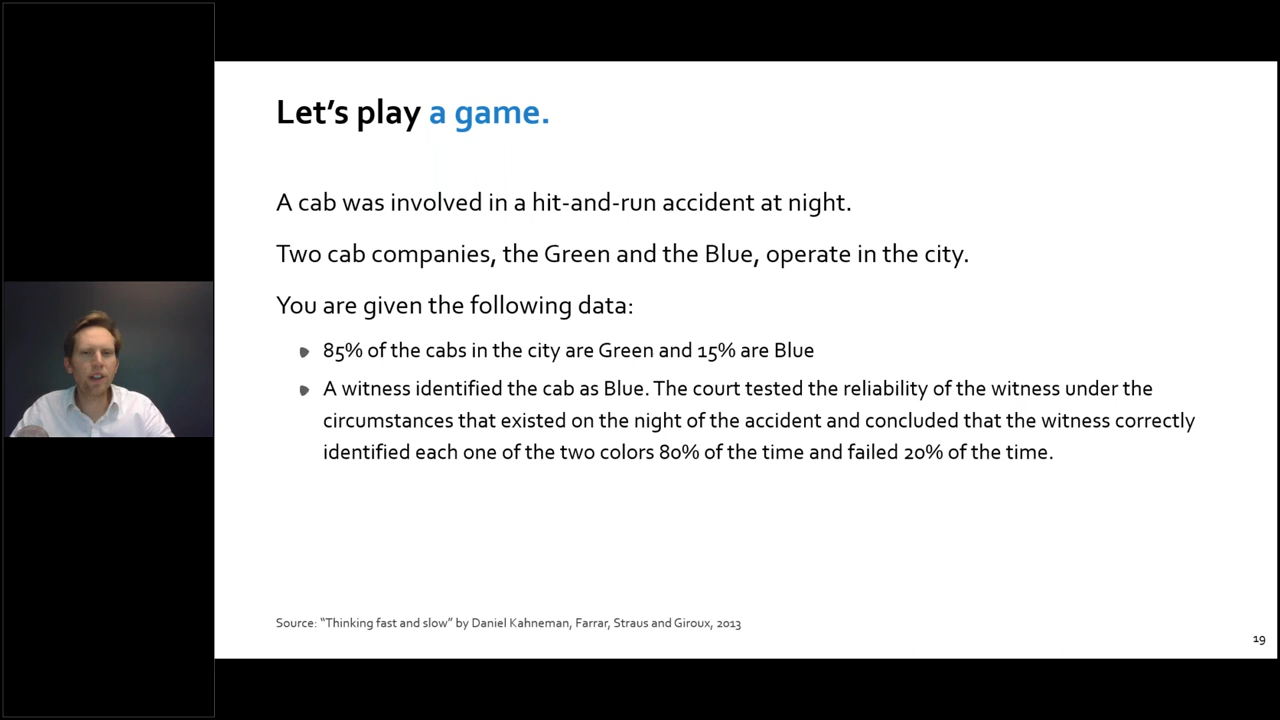 Let's play a game.
A cab was involved in a hit-and-run accident at night.
Two cab companies, the Green and the Blue, operate in the city.
You are given the following data:
85% of the cabs in the city are Green and 15% are Blue
A witness identified the cab as Blue. The court tested the reliability of the witness under the
circumstances that existed on the night of the accident and concluded that the witness correctly
identified each one of the two colors 80% of the time and failed 20% of the time.
Source: “Thinking fast and slow” by Daniel Kahneman, Farrar, Straus and Giroux, 2013
19